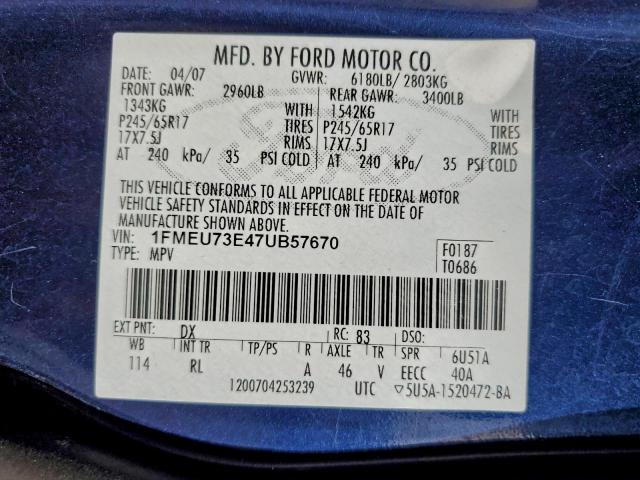 MFD. BY FORD MOTOR CO.
DATE: 04/07 GVWR: 6180LB/ 2803KG
FRONT GAWR: 2960LB REAR GAWR: 3400LB
1343KG WITH 1542KG WITH
P245/65R17 TIRES P245/65R17 TIRES
17X7.5J RIMS 17X7.5J RIMS
AT 240 kPa/ 35 PSI COLD AT 240 kPa/ 35 PSI COLD
THIS VEHICLE CONFORMS TO ALL APPLICABLE FEDERAL MOTOR
VEHICLE SAFETY STANDARDS IN EFFECT ON THE DATE OF
MANUFACTURE SHOWN ABOVE.
VIN: 1FMEU73E47UB57670 F0187
TYPE: MPV T0686
EXT PNT: DX RC: 83 DSO:
WB INT TR TP/PS R AXLE TR SPR 6U51A
114 RL A 46 V EECC 40A
1200704253239 UTC ▽5U5A-1520472-BA
Ford